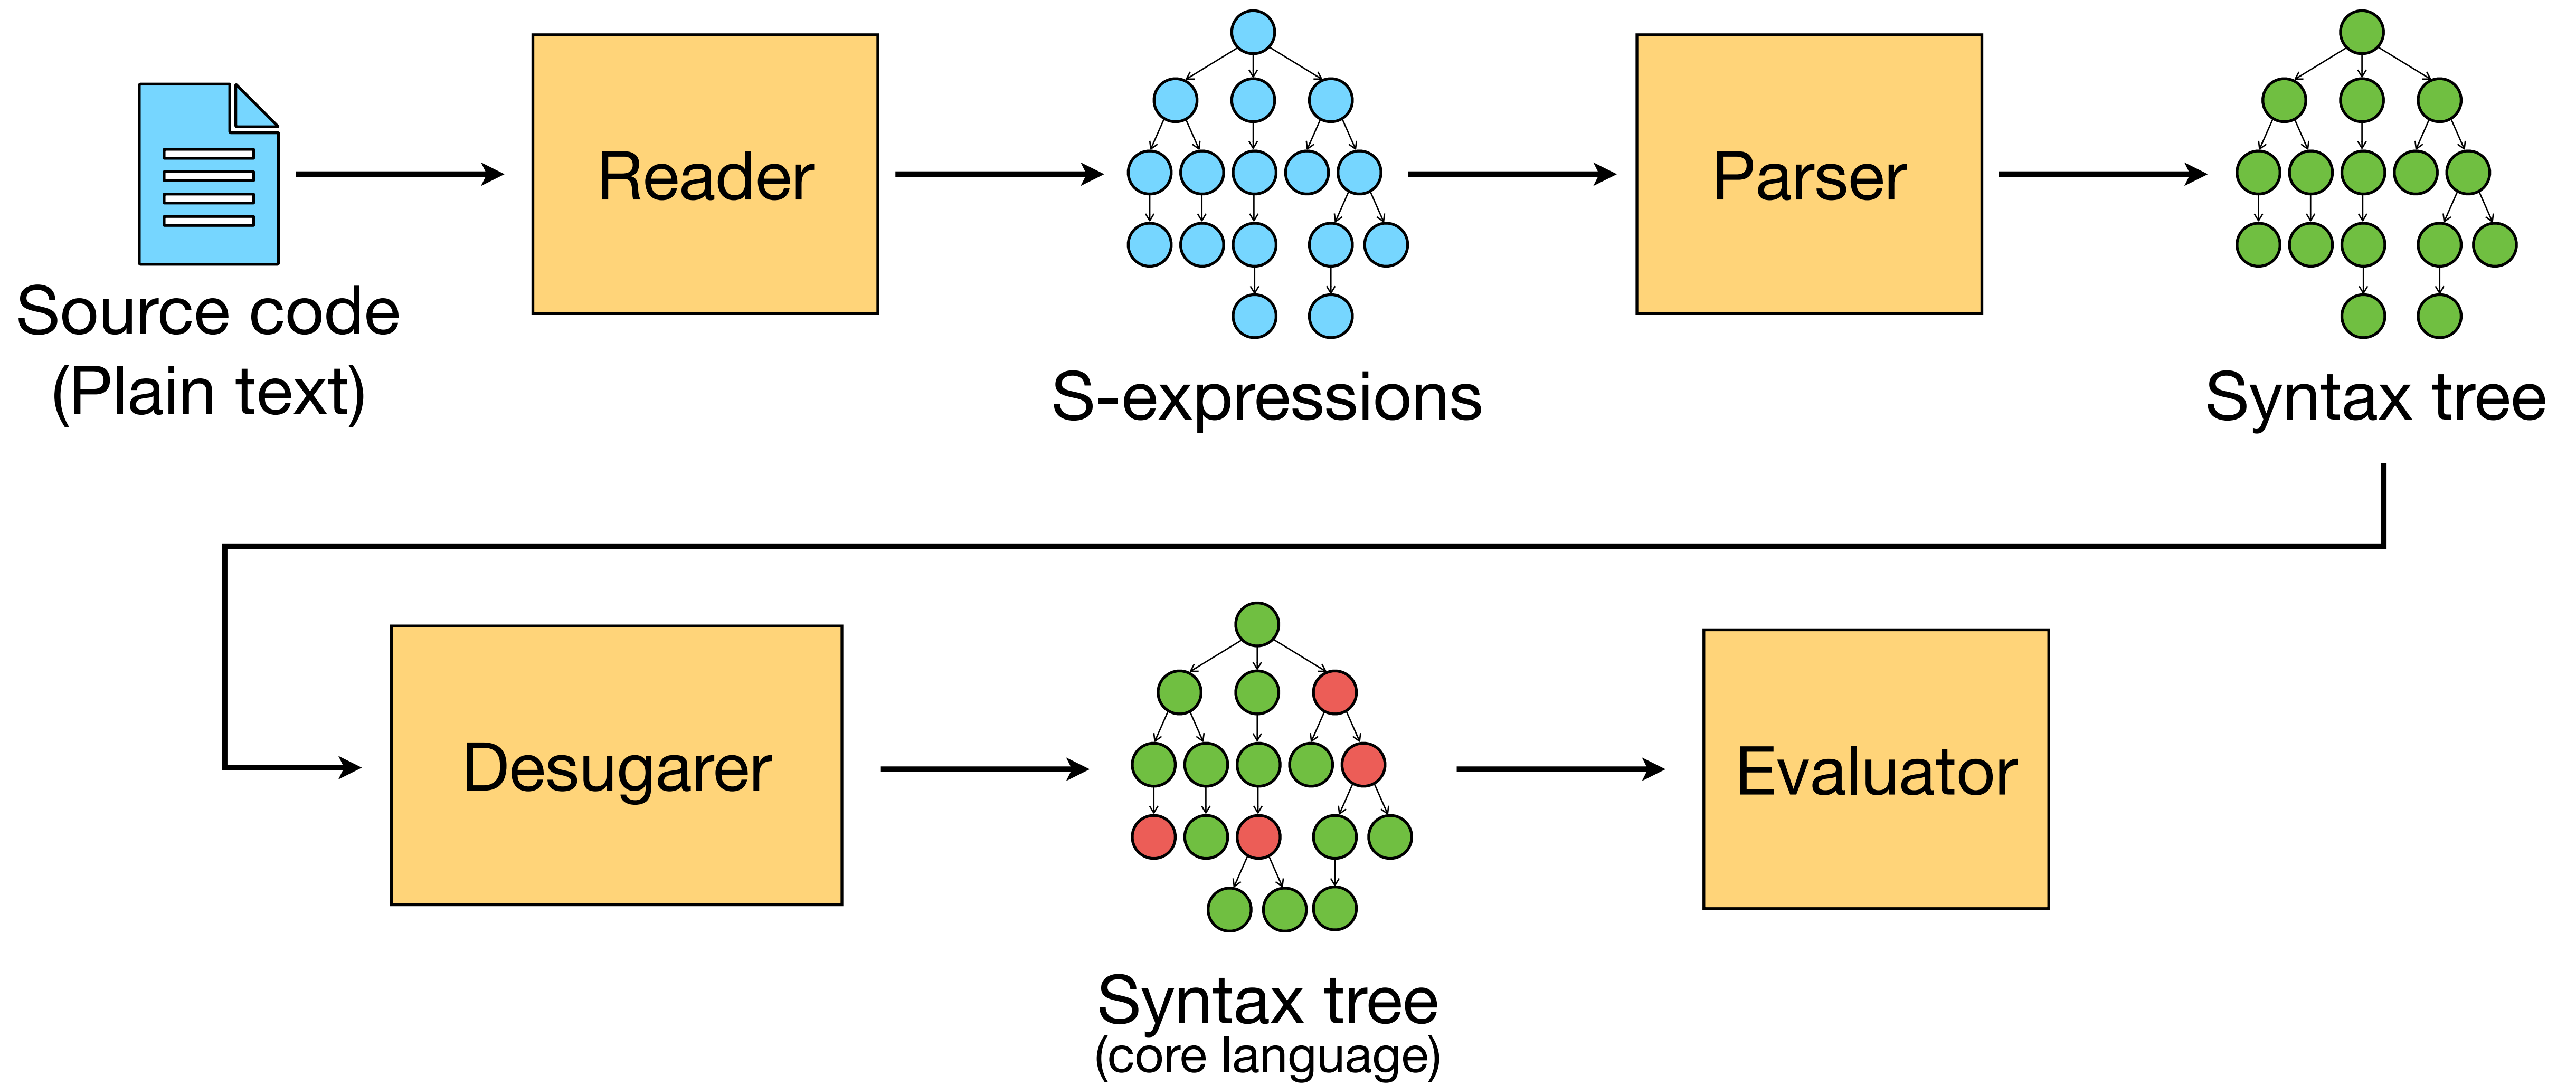 Reader
Parser
Source code
(Plain text)
S-expressions
Syntax tree
Desugarer
Evaluator
Syntax tree
(core language)